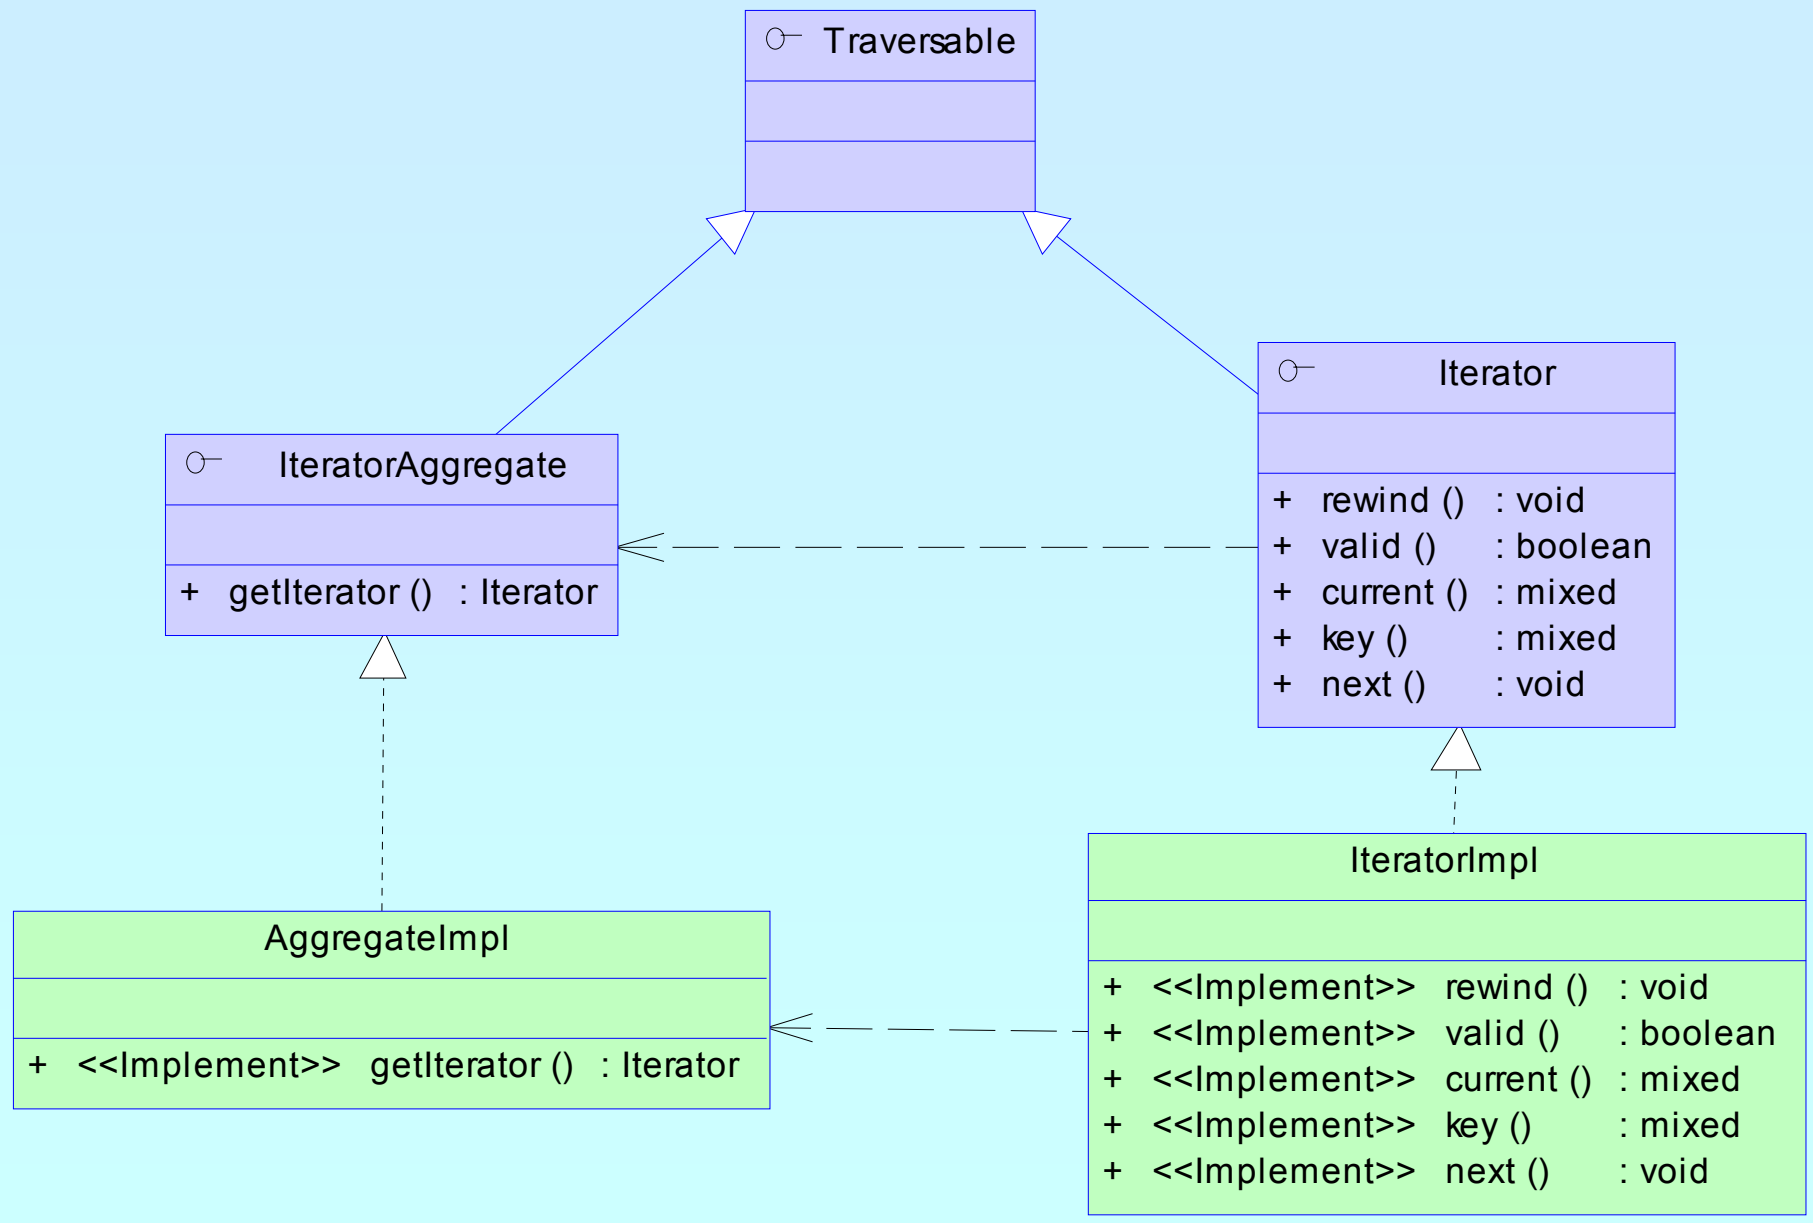 Traversable
Iterator
+ rewind () : void
+ valid () : boolean
+ current () : mixed
+ key () : mixed
+ next () : void
IteratorAggregate
+ getIterator () : Iterator
IteratorImpl
+ <<Implement>> rewind () : void
+ <<Implement>> valid () : boolean
+ <<Implement>> current () : mixed
+ <<Implement>> key () : mixed
+ <<Implement>> next () : void
AggregateImpl
+ <<Implement>> getIterator () : Iterator